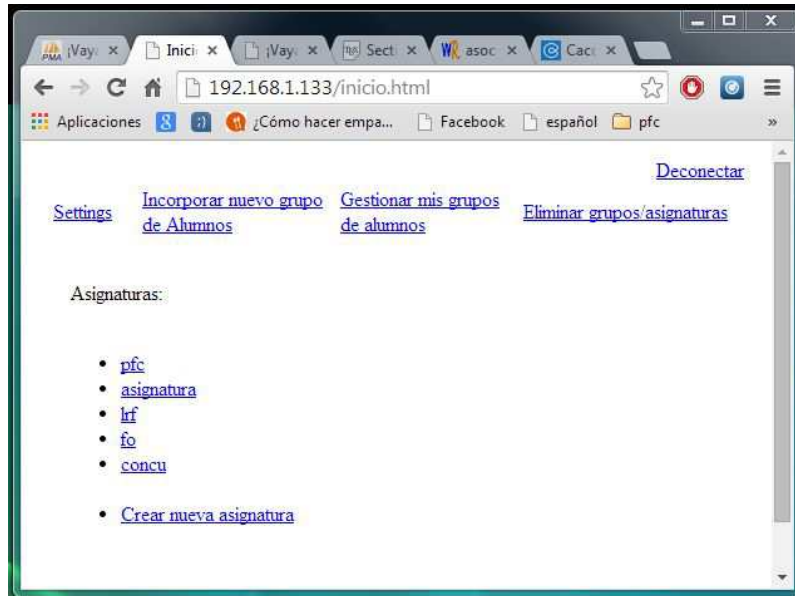 ¡Vay Inici ¡Vay Secti asoc Cac
192.168.1.133/inicio.html
Aplicaciones ¿Cómo hacer empa... Facebook español pfc »
Deconectar
Settings Incorporar nuevo grupo de Alumnos Gestionar mis grupos de alumnos Eliminar grupos/asignaturas
Asignaturas:
pfc
asignatura
lrf
fo
concu
Crear nueva asignatura